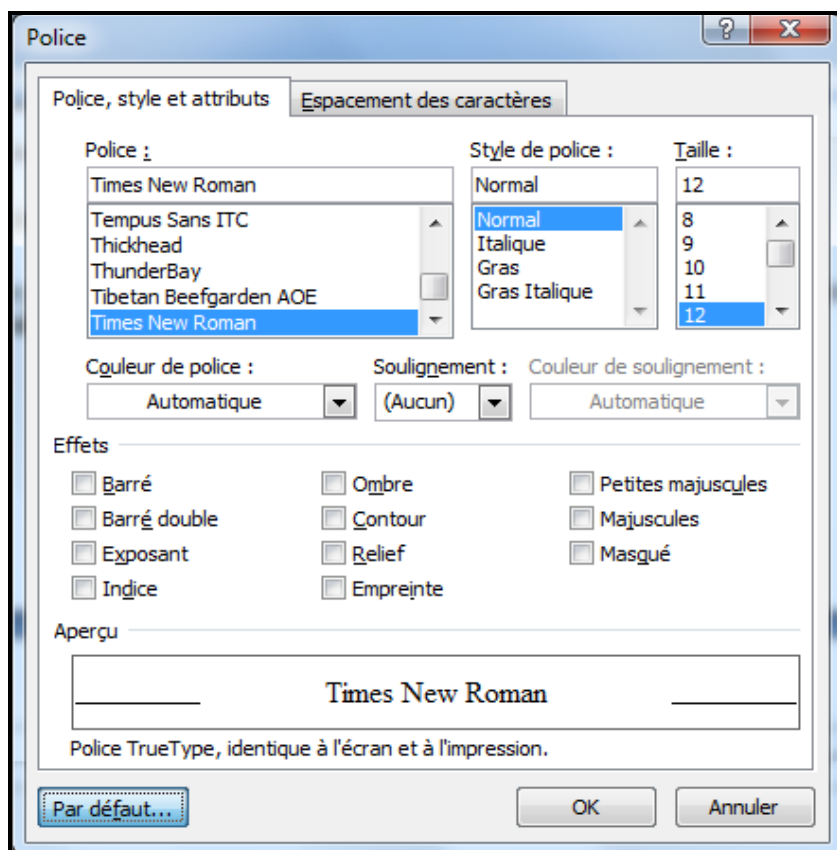 Police
Police, style et attributs Espacement des caractères
Police : Style de police : Taille :
Times New Roman Normal 12
Tempus Sans ITC Normal 8
Thickhead Italique 9
ThunderBay Gras 10
Tibetan Beefgarden AOE Gras Italique 11
Times New Roman 12
Couleur de police : Soulignement : Couleur de soulignement :
Automatique (Aucun) Automatique
Effets
Barré Ombre Petites majuscules
Barré double Contour Majuscules
Exposant Relief Masqué
Indice Empreinte
Aperçu
Times New Roman
Police TrueType, identique à l'écran et à l'impression.
Par défaut... OK Annuler